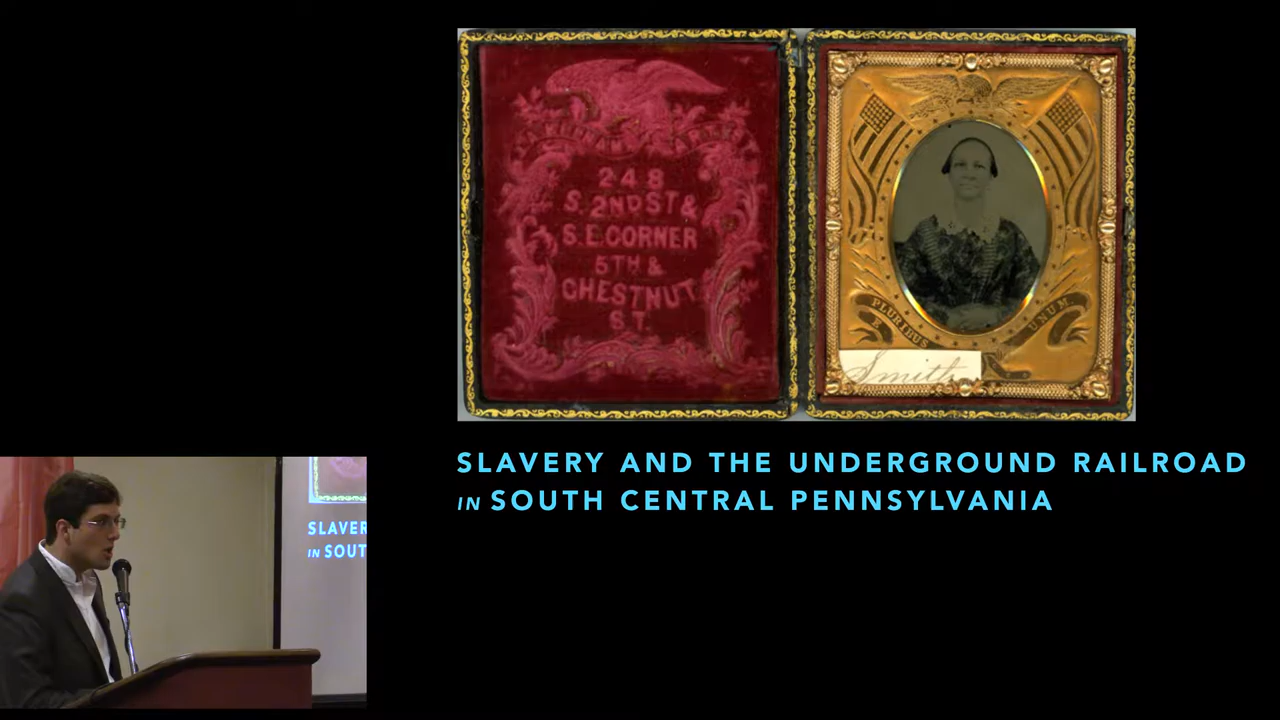 248
S. 2ND ST &
S.E. CORNER
5TH &
CHESTNUT
ST.
E PLURIBUS UNUM
Smith
SLAVERY AND THE UNDERGROUND RAILROAD
IN SOUTH CENTRAL PENNSYLVANIA
SLAVER
IN SOUT